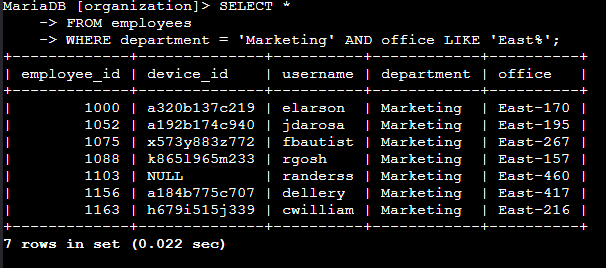 MariaDB [organization]> SELECT *
    -> FROM employees
    -> WHERE department = 'Marketing' AND office LIKE 'East%';
+-------------+--------------+----------+------------+----------+
| employee_id | device_id    | username | department | office   |
+-------------+--------------+----------+------------+----------+
|        1000 | a320b137c219 | elarson  | Marketing  | East-170 |
|        1052 | a192b174c940 | jdarosa  | Marketing  | East-195 |
|        1075 | x573y883z772 | fbautist | Marketing  | East-267 |
|        1088 | k865l965m233 | rgosh    | Marketing  | East-157 |
|        1103 | NULL         | randerss | Marketing  | East-460 |
|        1156 | a184b775c707 | dellery  | Marketing  | East-417 |
|        1163 | h679i515j339 | cwilliam | Marketing  | East-216 |
+-------------+--------------+----------+------------+----------+
7 rows in set (0.022 sec)